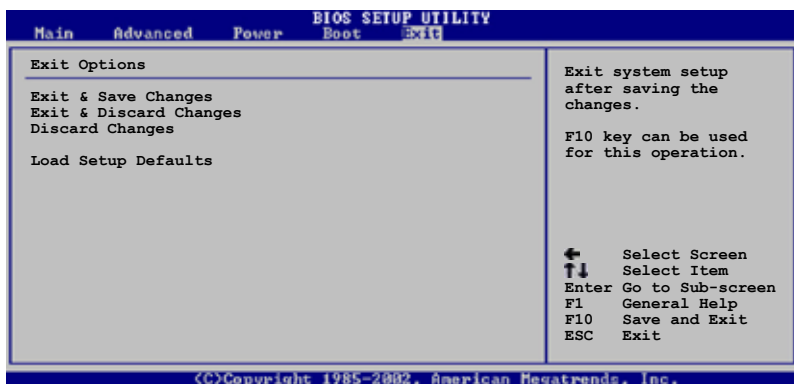 BIOS SETUP UTILITY
Main Advanced Power Boot Exit
Exit Options
Exit & Save Changes
Exit & Discard Changes
Discard Changes
Load Setup Defaults
Exit system setup
after saving the
changes.
F10 key can be used
for this operation.
← Select Screen
↑↓ Select Item
Enter Go to Sub-screen
F1 General Help
F10 Save and Exit
ESC Exit
(C)Copyright 1985-2002, American Megatrends, Inc.